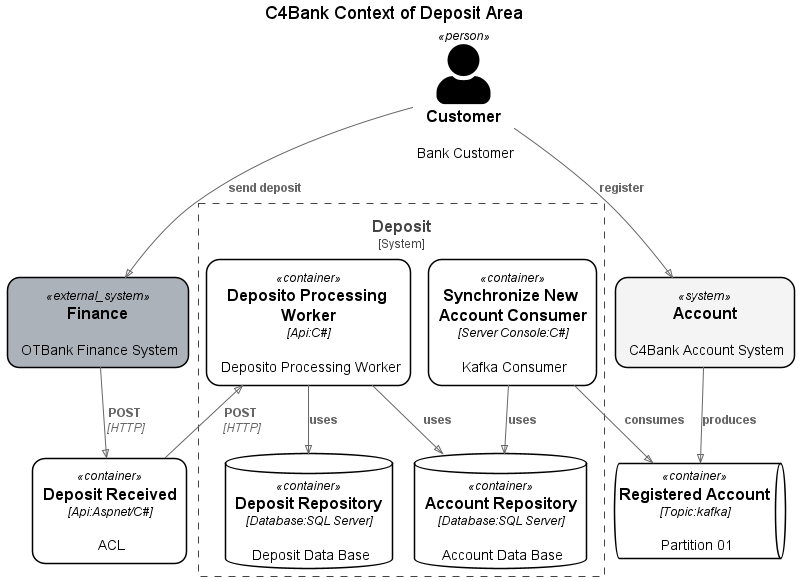 C4Bank Context of Deposit Area
«person»
Customer
Bank Customer
send deposit
register
Deposit
[System]
«external_system»
Finance
OTBank Finance System
«container»
Deposito Processing
Worker
[Api:C#]
Deposito Processing Worker
«container»
Synchronize New
Account Consumer
[Server Console:C#]
Kafka Consumer
«system»
Account
C4Bank Account System
POST
[HTTP]
POST
[HTTP]
uses
uses
uses
consumes
produces
«container»
Deposit Received
[Api:Aspnet/C#]
ACL
«container»
Deposit Repository
[Database:SQL Server]
Deposit Data Base
«container»
Account Repository
[Database:SQL Server]
Account Data Base
«container»
Registered Account
[Topic:kafka]
Partition 01